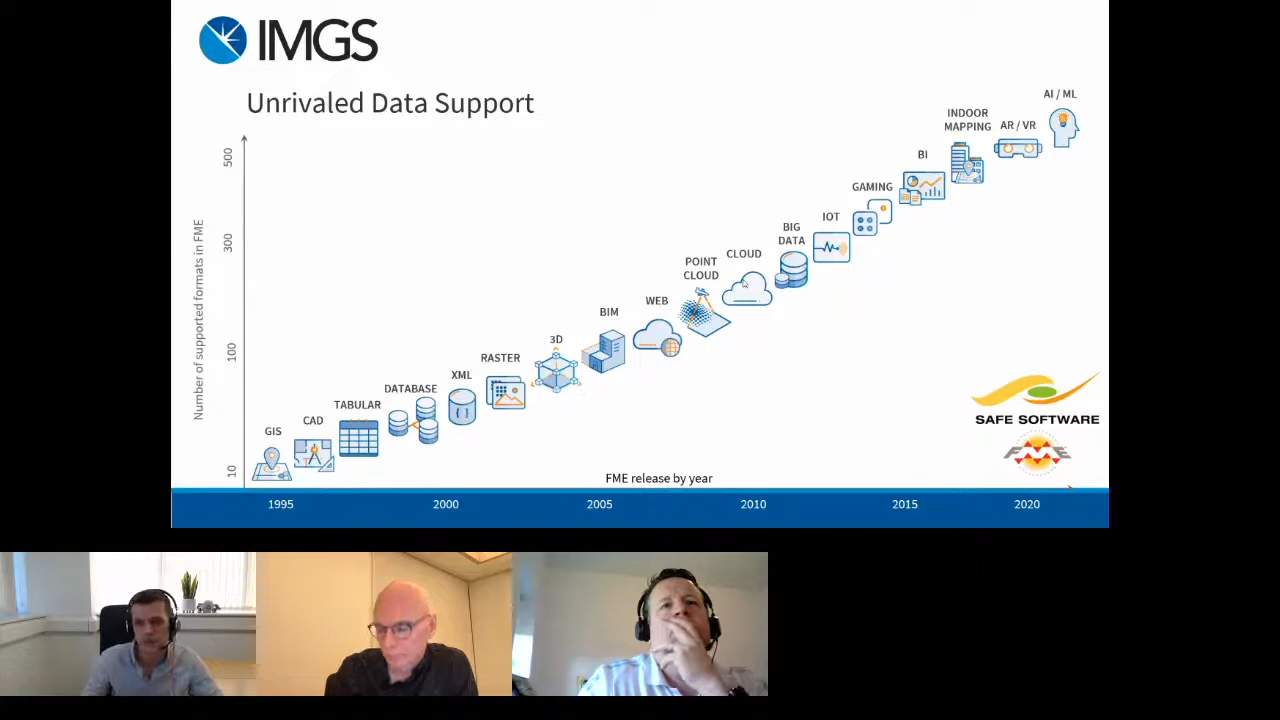 IMGS
Unrivaled Data Support
Number of supported formats in FME
500
300
100
10
GIS
CAD
TABULAR
DATABASE
XML
RASTER
3D
BIM
WEB
POINT
CLOUD
CLOUD
BIG
DATA
IOT
GAMING
BI
INDOOR
MAPPING
AR / VR
AI / ML
SAFE SOFTWARE
FME
FME release by year
1995
2000
2005
2010
2015
2020